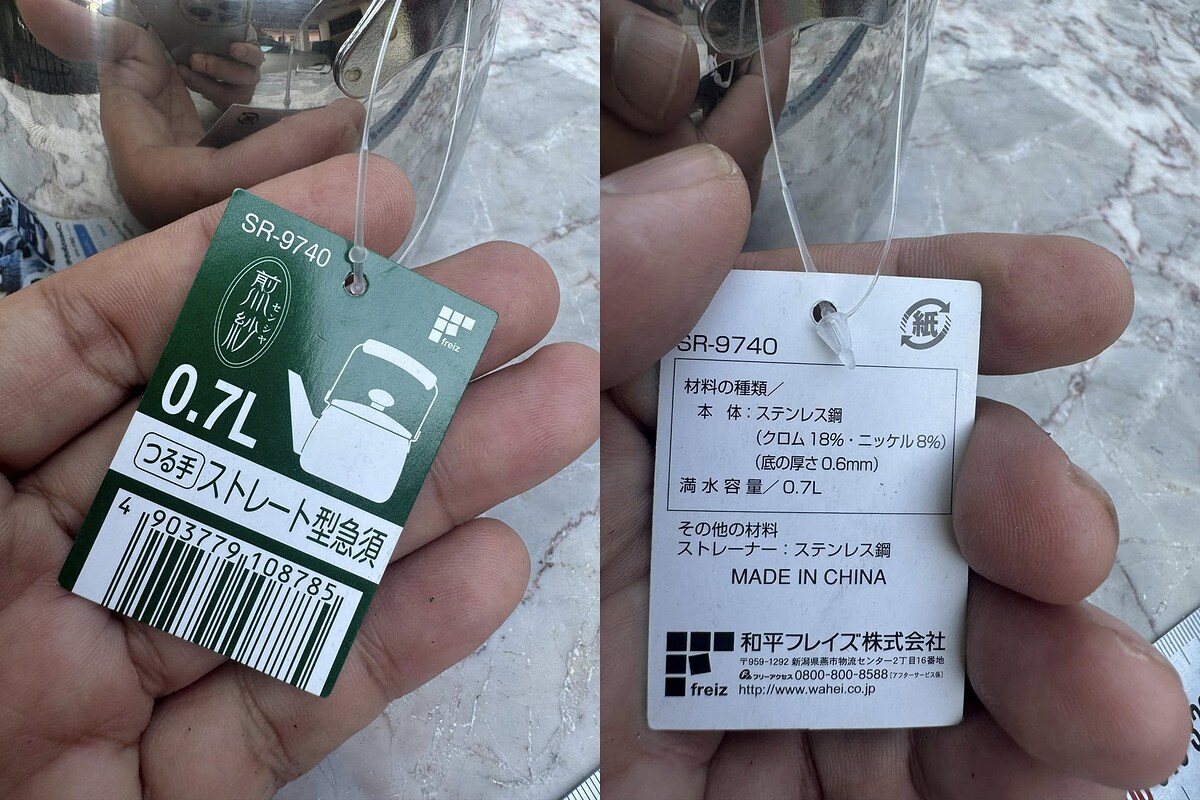 SR-9740
煎紗
センシャ
freiz
0.7L
つる手 ストレート型急須
4 903779 108785
SR-9740
紙
材料の種類／
本 体：ステンレス鋼
（クロム18%・ニッケル8%）
（底の厚さ0.6mm）
満水容量／0.7L
その他の材料
ストレーナー：ステンレス鋼
MADE IN CHINA
和平フレイズ株式会社
〒959-1292 新潟県燕市物流センター2丁目16番地
フリーアクセス 0800-800-8588 [アフターサービス係]
freiz http://www.wahei.co.jp